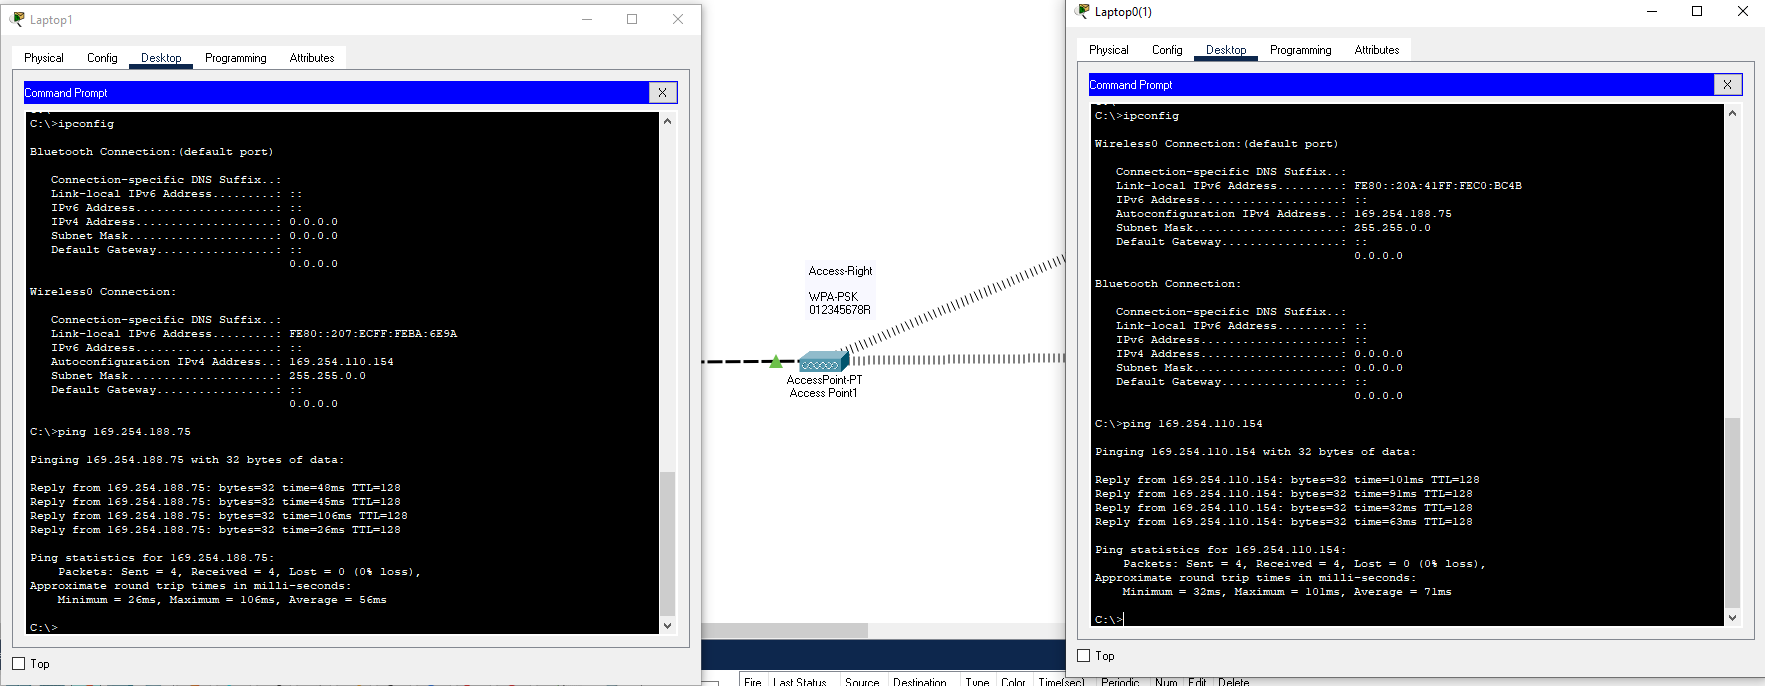 Laptop1
Physical Config Desktop Programming Attributes
Command Prompt X
C:\>ipconfig
Bluetooth Connection:(default port)
Connection-specific DNS Suffix..:
Link-local IPv6 Address.........: ::
IPv6 Address....................: ::
IPv4 Address....................: 0.0.0.0
Subnet Mask.....................: 0.0.0.0
Default Gateway.................: ::
0.0.0.0
Wireless0 Connection:
Connection-specific DNS Suffix..:
Link-local IPv6 Address.........: FE80::207:ECFF:FEBA:6E9A
IPv6 Address....................: ::
Autoconfiguration IPv4 Address..: 169.254.110.154
Subnet Mask.....................: 255.255.0.0
Default Gateway.................: ::
0.0.0.0
C:\>ping 169.254.188.75
Pinging 169.254.188.75 with 32 bytes of data:
Reply from 169.254.188.75: bytes=32 time=48ms TTL=128
Reply from 169.254.188.75: bytes=32 time=45ms TTL=128
Reply from 169.254.188.75: bytes=32 time=106ms TTL=128
Reply from 169.254.188.75: bytes=32 time=26ms TTL=128
Ping statistics for 169.254.188.75:
Packets: Sent = 4, Received = 4, Lost = 0 (0% loss),
Approximate round trip times in milli-seconds:
Minimum = 26ms, Maximum = 106ms, Average = 56ms
C:\>
Top
Access-Right
WPA-PSK
012345678R
AccessPoint-PT
Access Point1
Laptop0(1)
Physical Config Desktop Programming Attributes
Command Prompt X
C:\>ipconfig
Wireless0 Connection:(default port)
Connection-specific DNS Suffix..:
Link-local IPv6 Address.........: FE80::20A:41FF:FEC0:BC4B
IPv6 Address....................: ::
Autoconfiguration IPv4 Address..: 169.254.188.75
Subnet Mask.....................: 255.255.0.0
Default Gateway.................: ::
0.0.0.0
Bluetooth Connection:
Connection-specific DNS Suffix..:
Link-local IPv6 Address.........: ::
IPv6 Address....................: ::
IPv4 Address....................: 0.0.0.0
Subnet Mask.....................: 0.0.0.0
Default Gateway.................: ::
0.0.0.0
C:\>ping 169.254.110.154
Pinging 169.254.110.154 with 32 bytes of data:
Reply from 169.254.110.154: bytes=32 time=101ms TTL=128
Reply from 169.254.110.154: bytes=32 time=91ms TTL=128
Reply from 169.254.110.154: bytes=32 time=32ms TTL=128
Reply from 169.254.110.154: bytes=32 time=63ms TTL=128
Ping statistics for 169.254.110.154:
Packets: Sent = 4, Received = 4, Lost = 0 (0% loss),
Approximate round trip times in milli-seconds:
Minimum = 32ms, Maximum = 101ms, Average = 71ms
C:\>
Top
Fire Last Status Source Destination Type Color Time(sec) Periodic Num Edit Delete